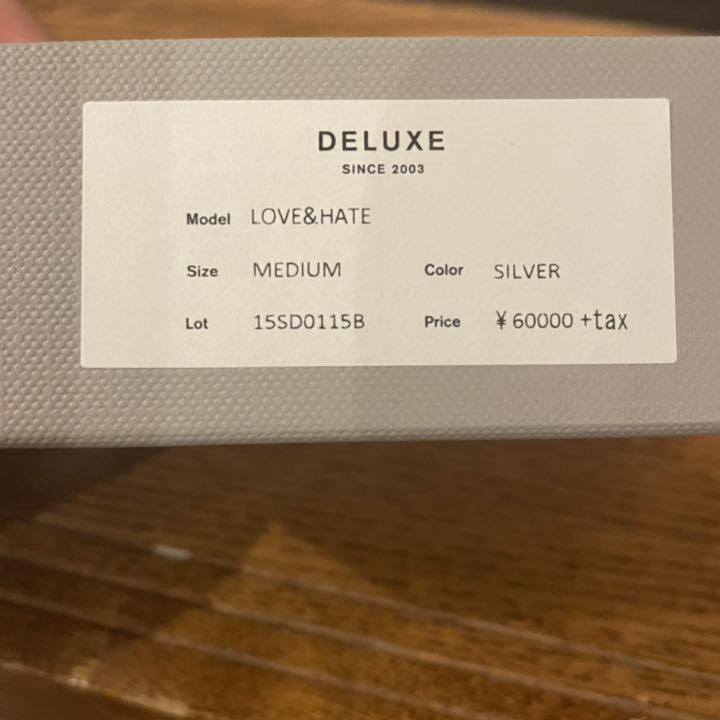 DELUXE
SINCE 2003
Model LOVE&HATE
Size MEDIUM Color SILVER
Lot 15SD0115B Price ¥60000 +tax